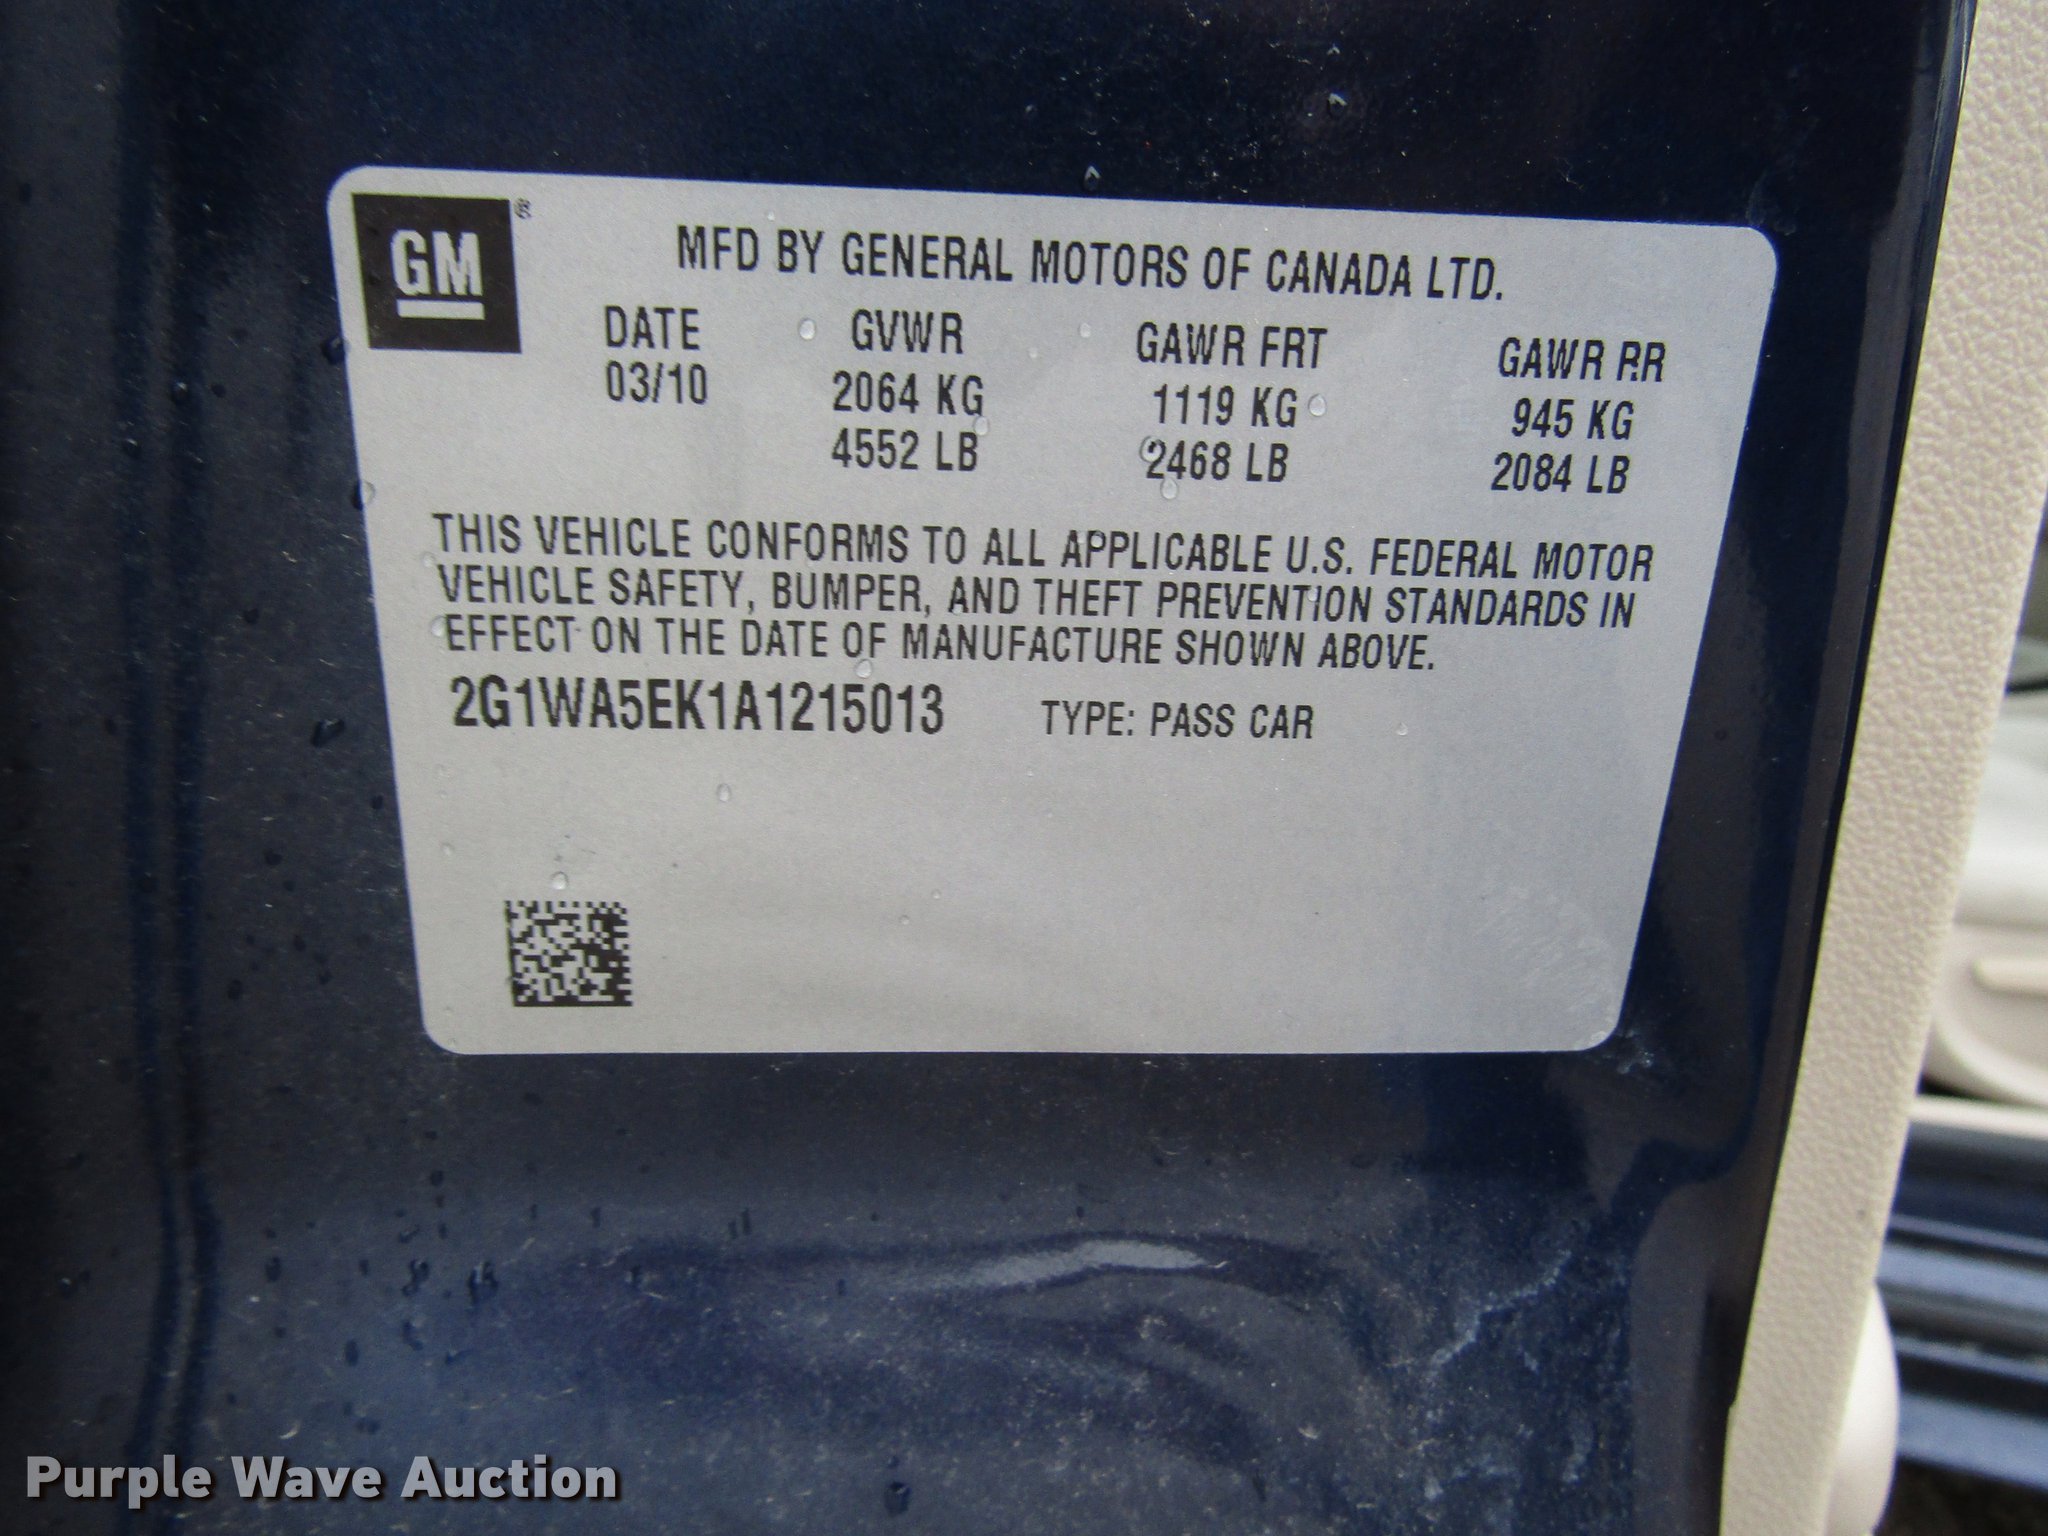 GM®
MFD BY GENERAL MOTORS OF CANADA LTD.
DATE GVWR GAWR FRT GAWR RR
03/10 2064 KG 1119 KG 945 KG
4552 LB 2468 LB 2084 LB
THIS VEHICLE CONFORMS TO ALL APPLICABLE U.S. FEDERAL MOTOR
VEHICLE SAFETY, BUMPER, AND THEFT PREVENTION STANDARDS IN
EFFECT ON THE DATE OF MANUFACTURE SHOWN ABOVE.
2G1WA5EK1A1215013 TYPE: PASS CAR
Purple Wave Auction